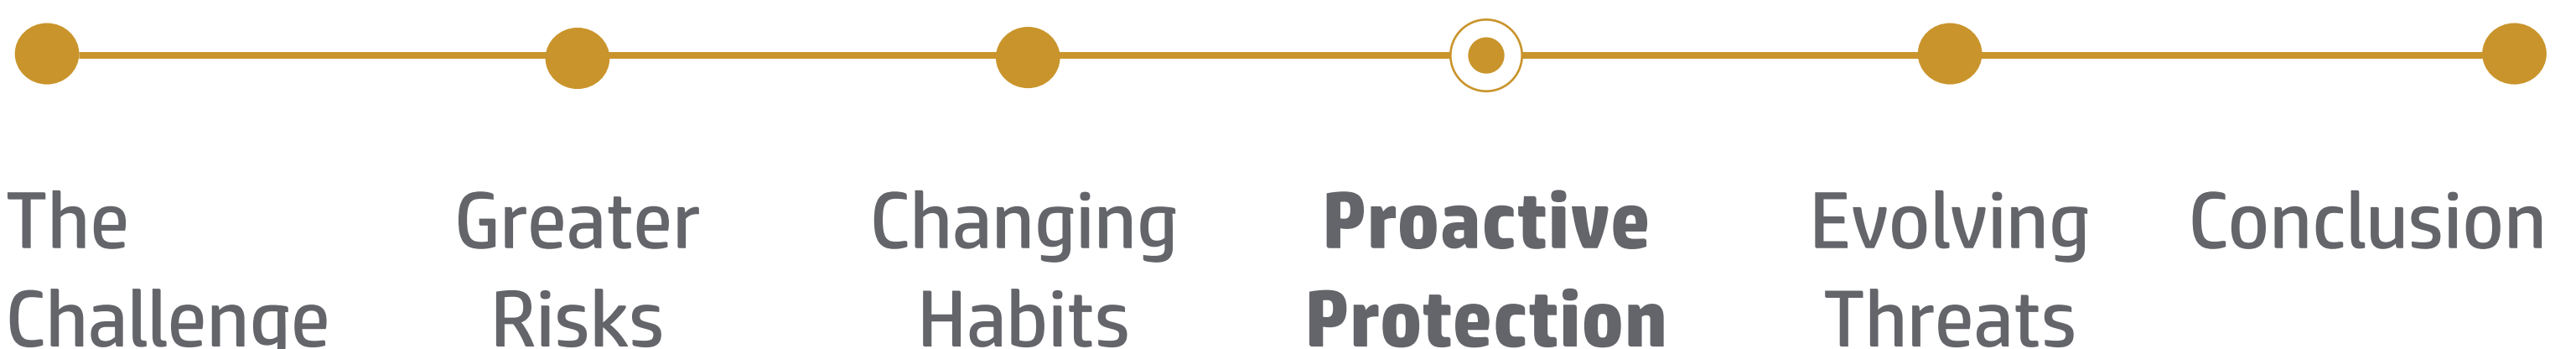 The
Challenge
Greater
Risks
Changing
Habits
Proactive
Protection
Evolving
Threats
Conclusion